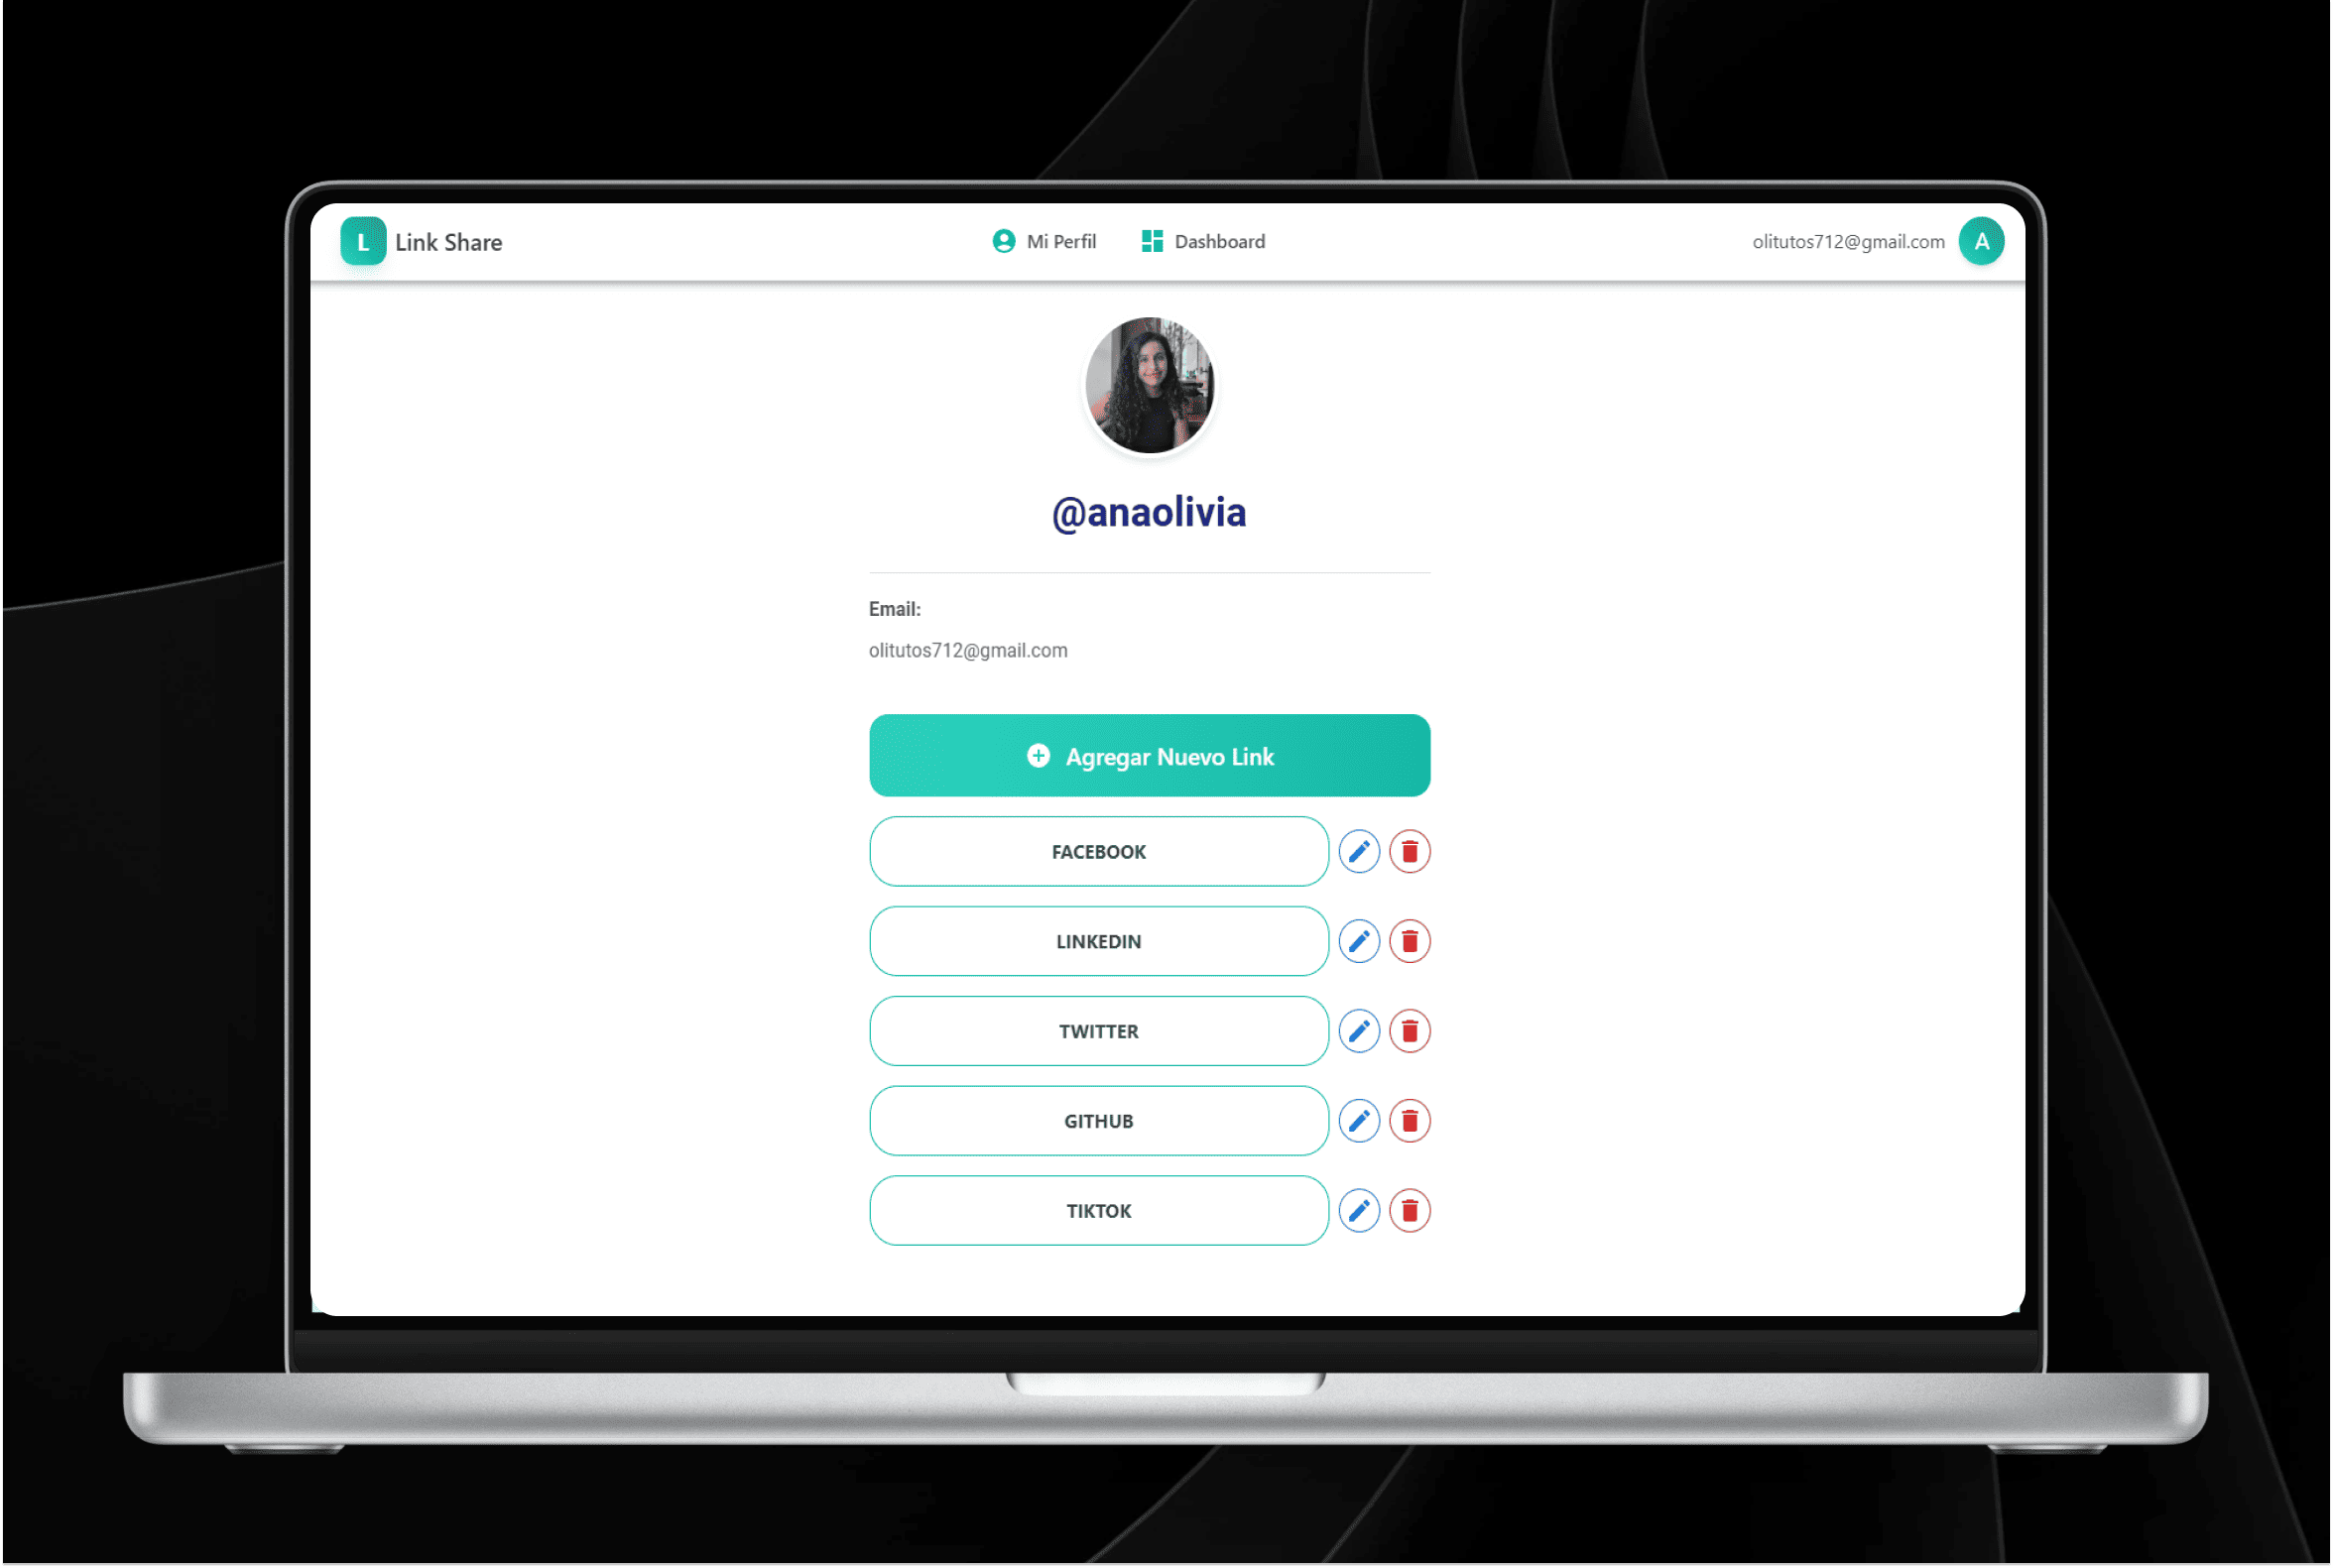 L Link Share
Mi Perfil
Dashboard
olitutos712@gmail.com
A
@anaolivia
Email:
olitutos712@gmail.com
Agregar Nuevo Link
FACEBOOK
LINKEDIN
TWITTER
GITHUB
TIKTOK